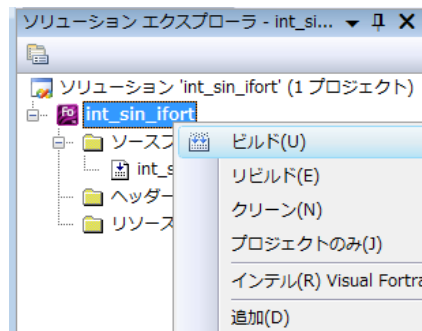 ソリューション エクスプローラ - int_si...
ソリューション 'int_sin_ifort' (1 プロジェクト)
int_sin_ifort
ソース
ビルド(U)
int_s
リビルド(E)
ヘッダー
クリーン(N)
リソース
プロジェクトのみ(J)
インテル(R) Visual Fortra
追加(D)